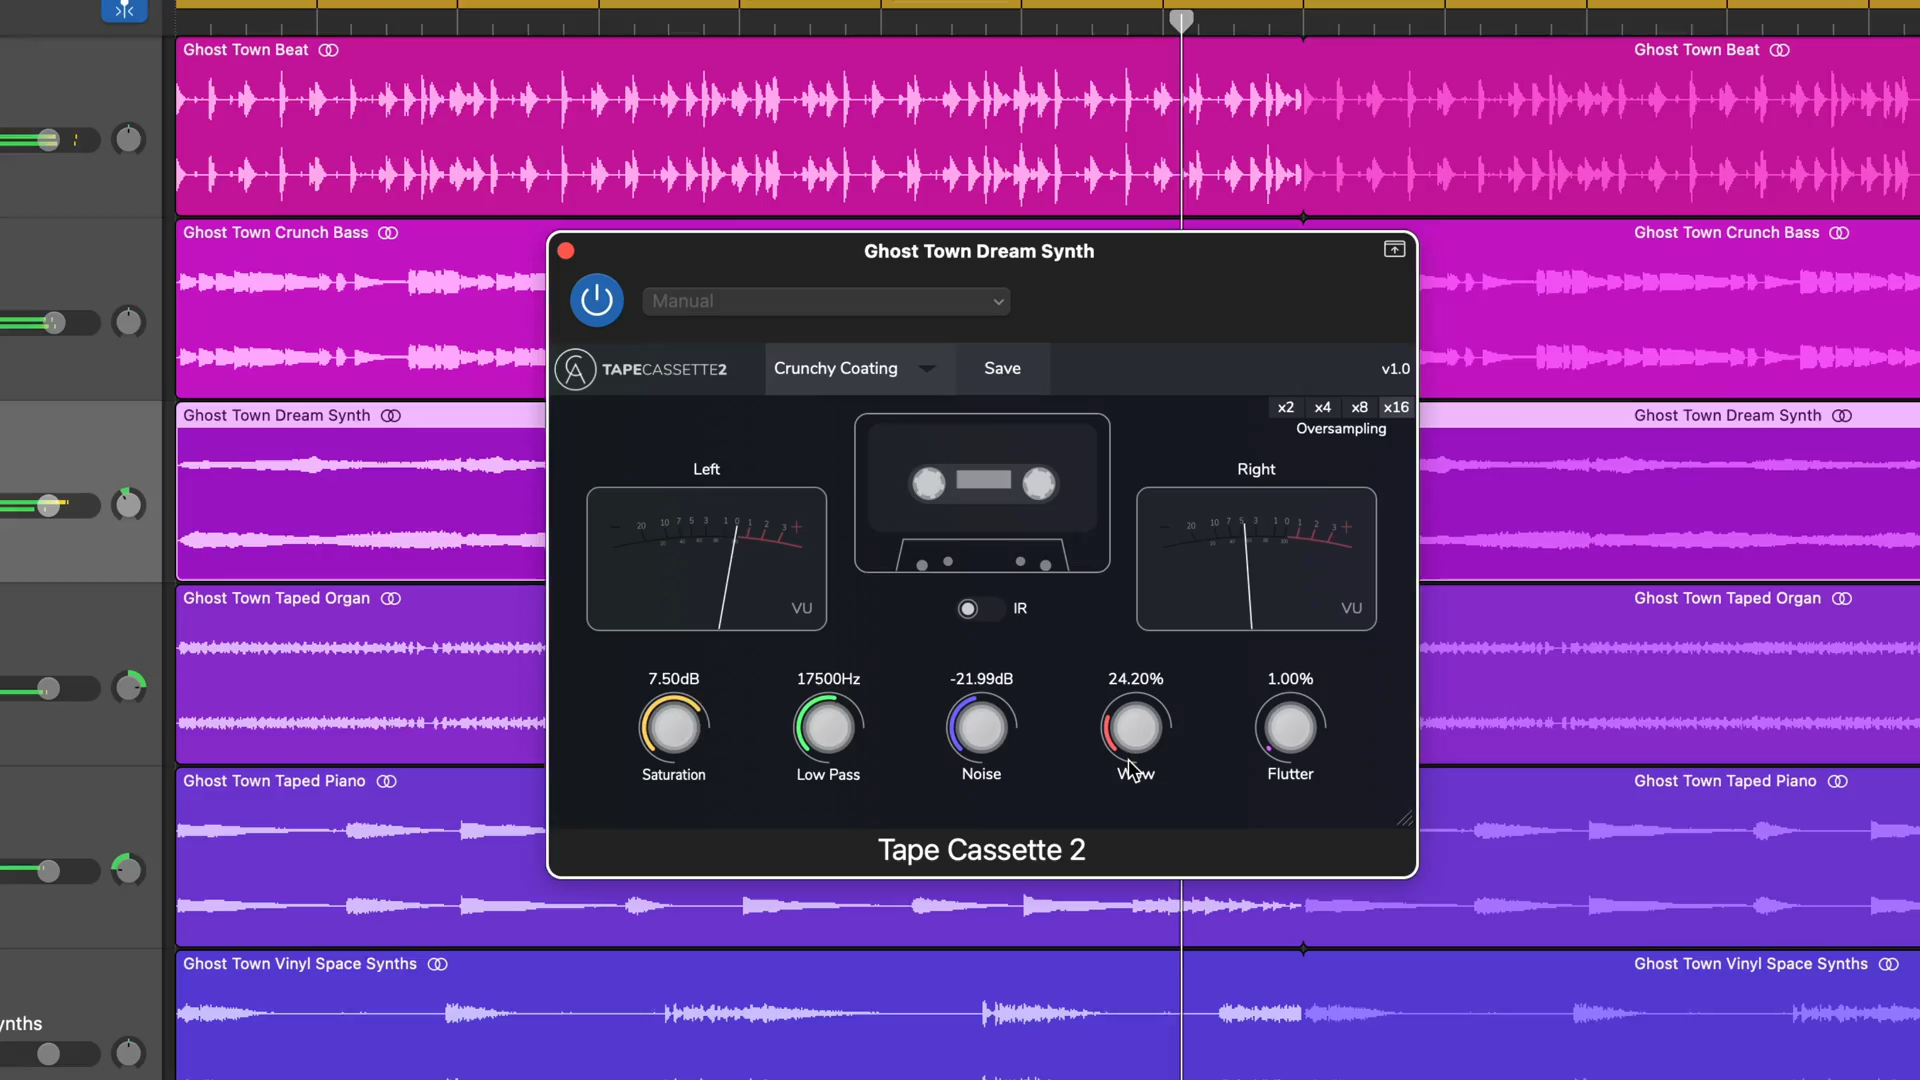 Ghost Town Beat
Ghost Town Beat
Ghost Town Crunch Bass
Ghost Town Crunch Bass
Ghost Town Dream Synth
Manual
TAPECASSETTE2
Crunchy Coating
Save
v1.0
x2 x4 x8 x16
Oversampling
Ghost Town Dream Synth
Ghost Town Dream Synth
Left
Right
- 20 10 7 5 3 1 0 1 2 3 +
VU
- 20 10 7 5 3 1 0 1 2 3 +
VU
IR
Ghost Town Taped Organ
Ghost Town Taped Organ
7.50dB
17500Hz
-21.99dB
24.20%
1.00%
Saturation
Low Pass
Noise
Wow
Flutter
Ghost Town Taped Piano
Ghost Town Taped Piano
Tape Cassette 2
Ghost Town Vinyl Space Synths
Ghost Town Vinyl Space Synths
ynths